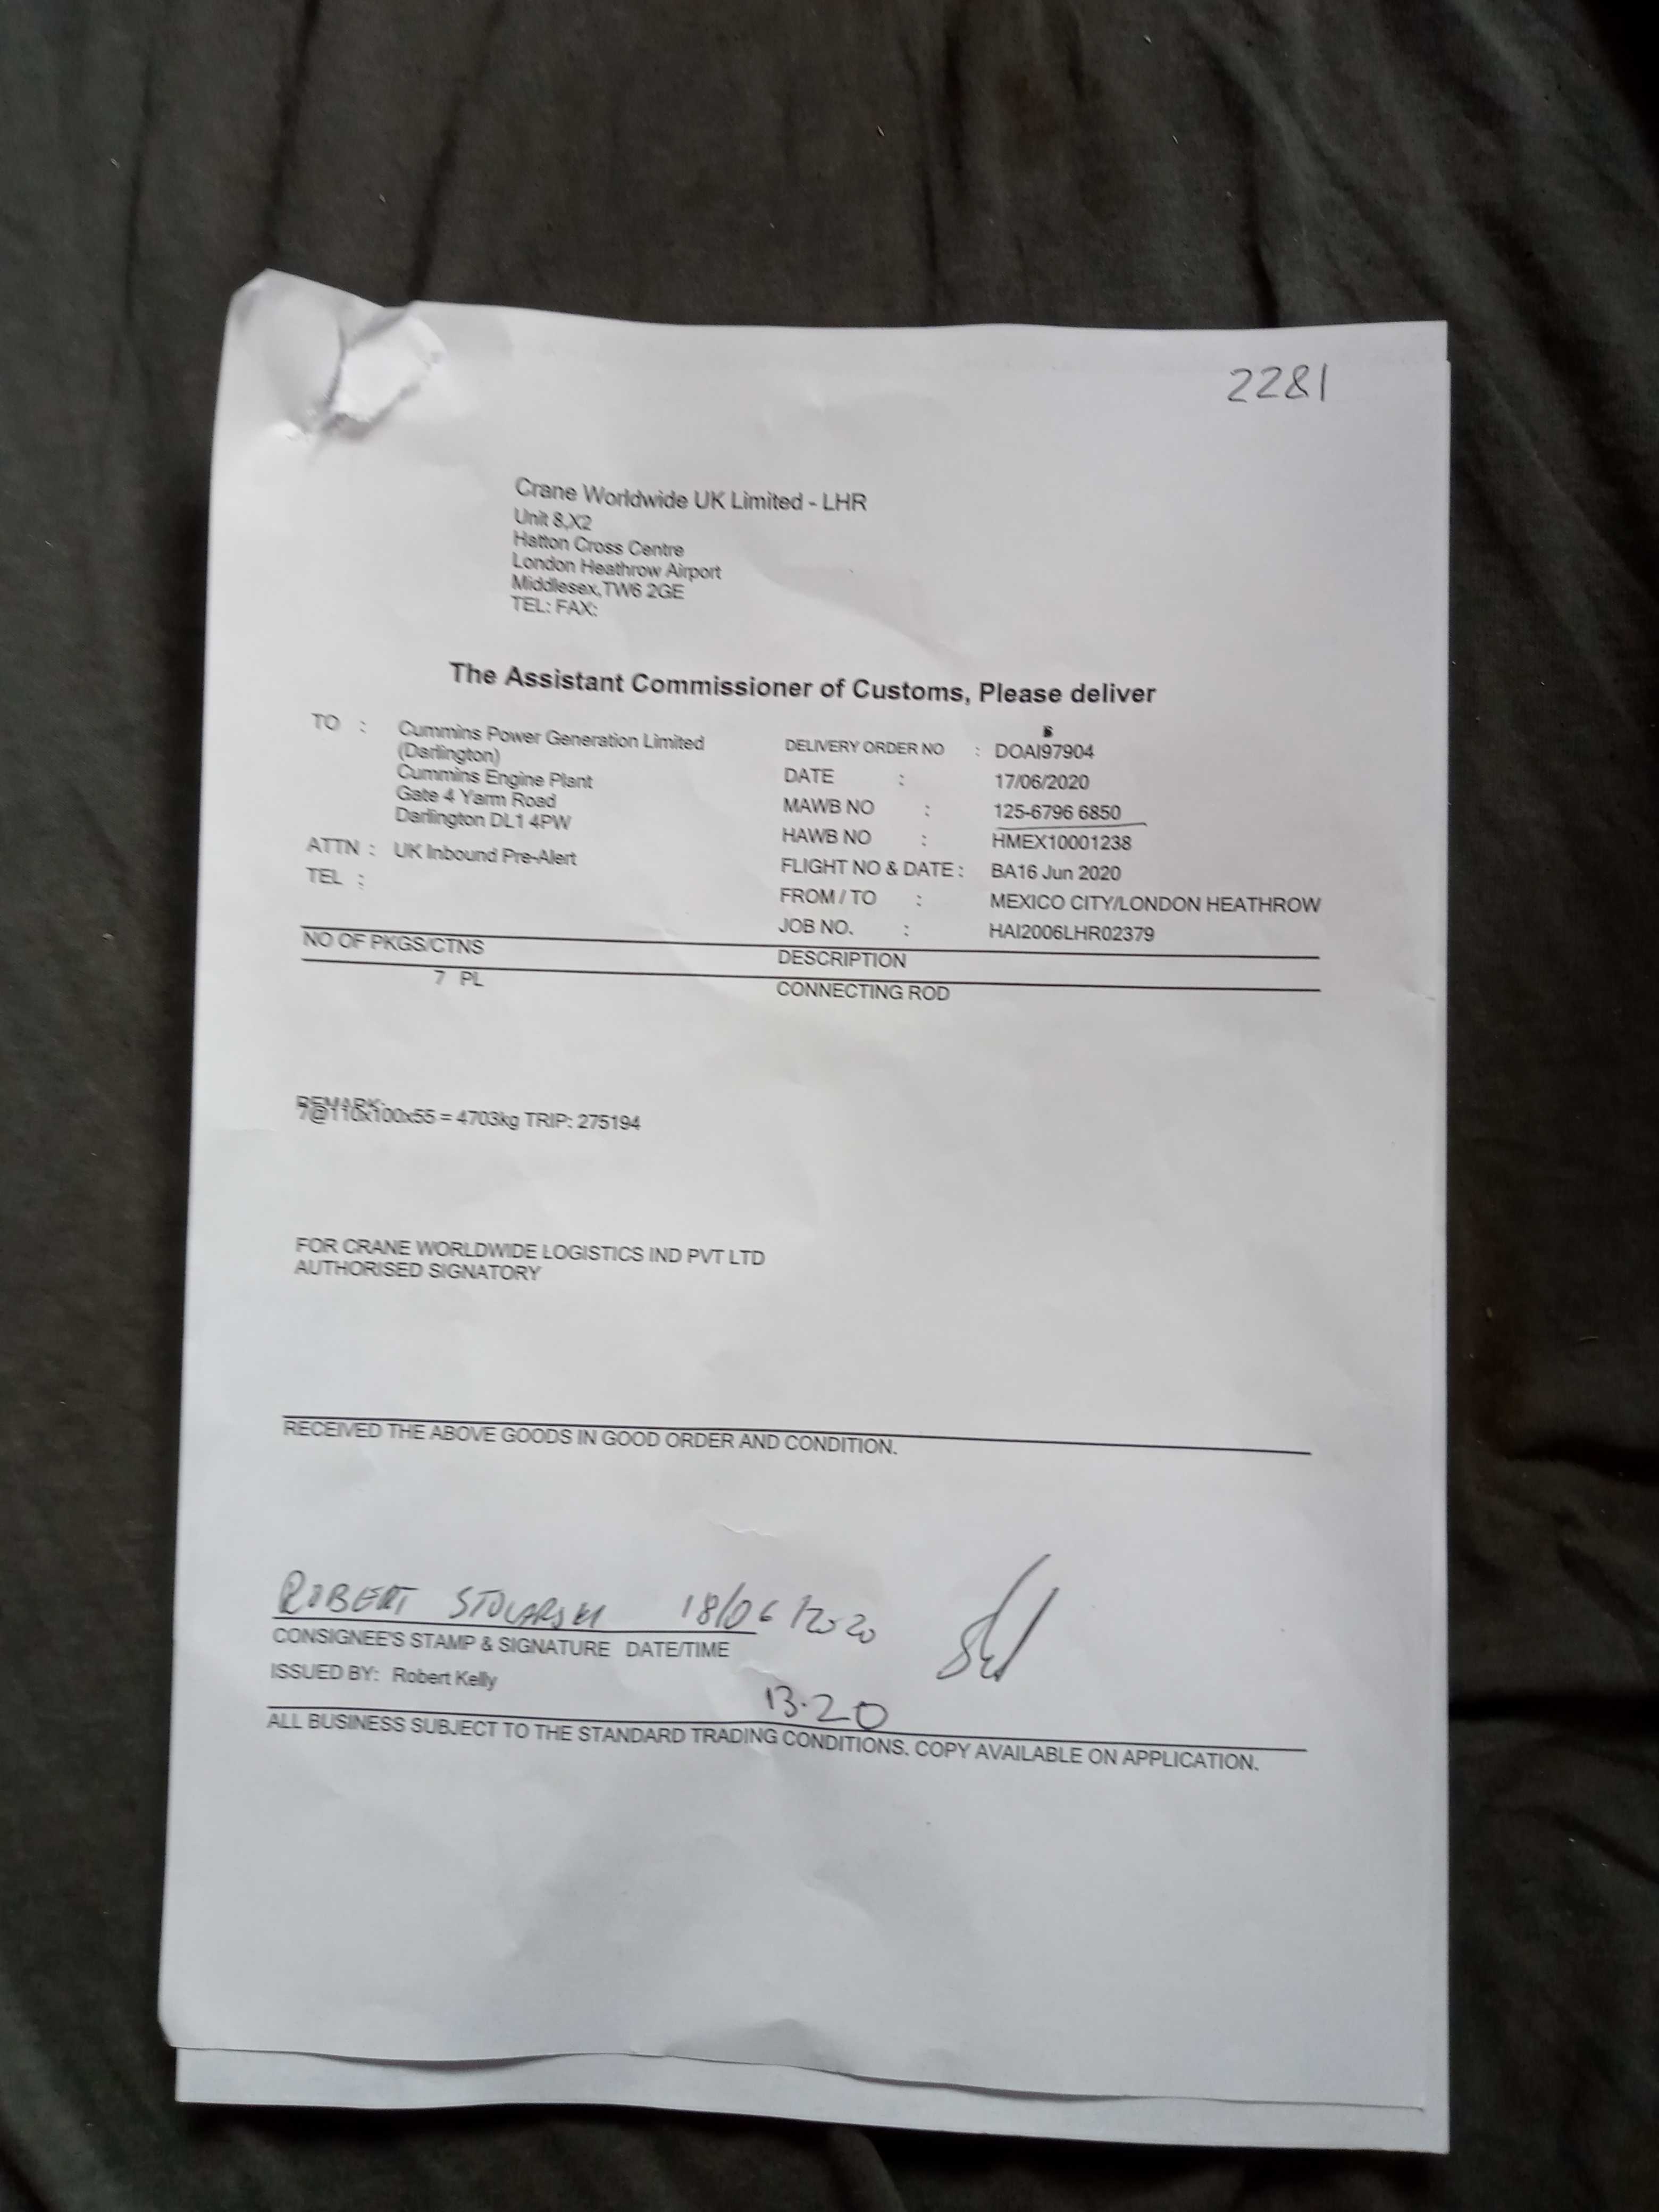 2281
Crane Worldwide UK Limited - LHR
Unit 8,X2
Hatton Cross Centre
London Heathrow Airport
Middlesex,TW6 2GE
TEL: FAX:
The Assistant Commissioner of Customs, Please deliver
TO : Cummins Power Generation Limited
(Darlington)
Cummins Engine Plant
Gate 4 Yarm Road
Darlington DL1 4PW
ATTN : UK Inbound Pre-Alert
TEL :
DELIVERY ORDER NO : DOAI97904
DATE : 17/06/2020
MAWB NO : 125-6796 6850
HAWB NO : HMEX10001238
FLIGHT NO & DATE : BA16 Jun 2020
FROM / TO : MEXICO CITY/LONDON HEATHROW
JOB NO. : HAI2006LHR02379
NO OF PKGS/CTNS DESCRIPTION
7 PL CONNECTING ROD
REMARK:
7@110x100x55 = 4703kg TRIP: 275194
FOR CRANE WORLDWIDE LOGISTICS IND PVT LTD
AUTHORISED SIGNATORY
RECEIVED THE ABOVE GOODS IN GOOD ORDER AND CONDITION.
ROBERT STOLARSKI 18/06/2020
CONSIGNEE'S STAMP & SIGNATURE DATE/TIME
ISSUED BY: Robert Kelly
13.20
ALL BUSINESS SUBJECT TO THE STANDARD TRADING CONDITIONS. COPY AVAILABLE ON APPLICATION.